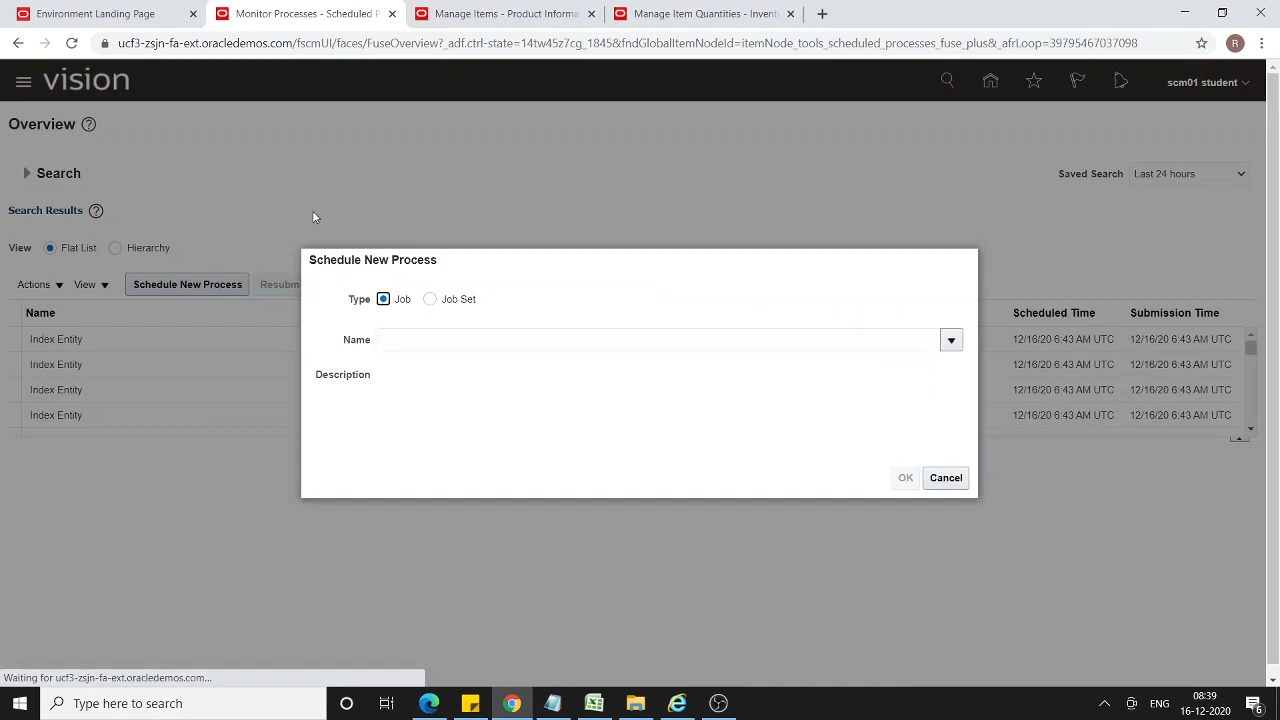 Environment Landing Page
Monitor Processes - Scheduled P
Manage Items - Product Informa
Manage Item Quantities - Invent
ucf3-zsjn-fa-ext.oracledemos.com/fscmUI/faces/FuseOverview?_adf.ctrl-state=14tw45z7cg_1845&fndGlobalItemNodeId=itemNode_tools_scheduled_processes_fuse_plus&_afrLoop=39795467037098
R
vision
scm01 student
Overview
Search
Saved Search Last 24 hours
Search Results
View Flat List Hierarchy
Actions View Schedule New Process Resubm
Name Scheduled Time Submission Time
Index Entity 12/16/20 6:43 AM UTC 12/16/20 6:43 AM UTC
Index Entity 12/16/20 6:43 AM UTC 12/16/20 6:43 AM UTC
Index Entity 12/16/20 6:43 AM UTC 12/16/20 6:43 AM UTC
Index Entity 12/16/20 6:43 AM UTC 12/16/20 6:43 AM UTC
Schedule New Process
Type Job Job Set
Name
Description
OK Cancel
Waiting for ucf3-zsjn-fa-ext.oracledemos.com...
Type here to search
ENG
08:39
16-12-2020
6